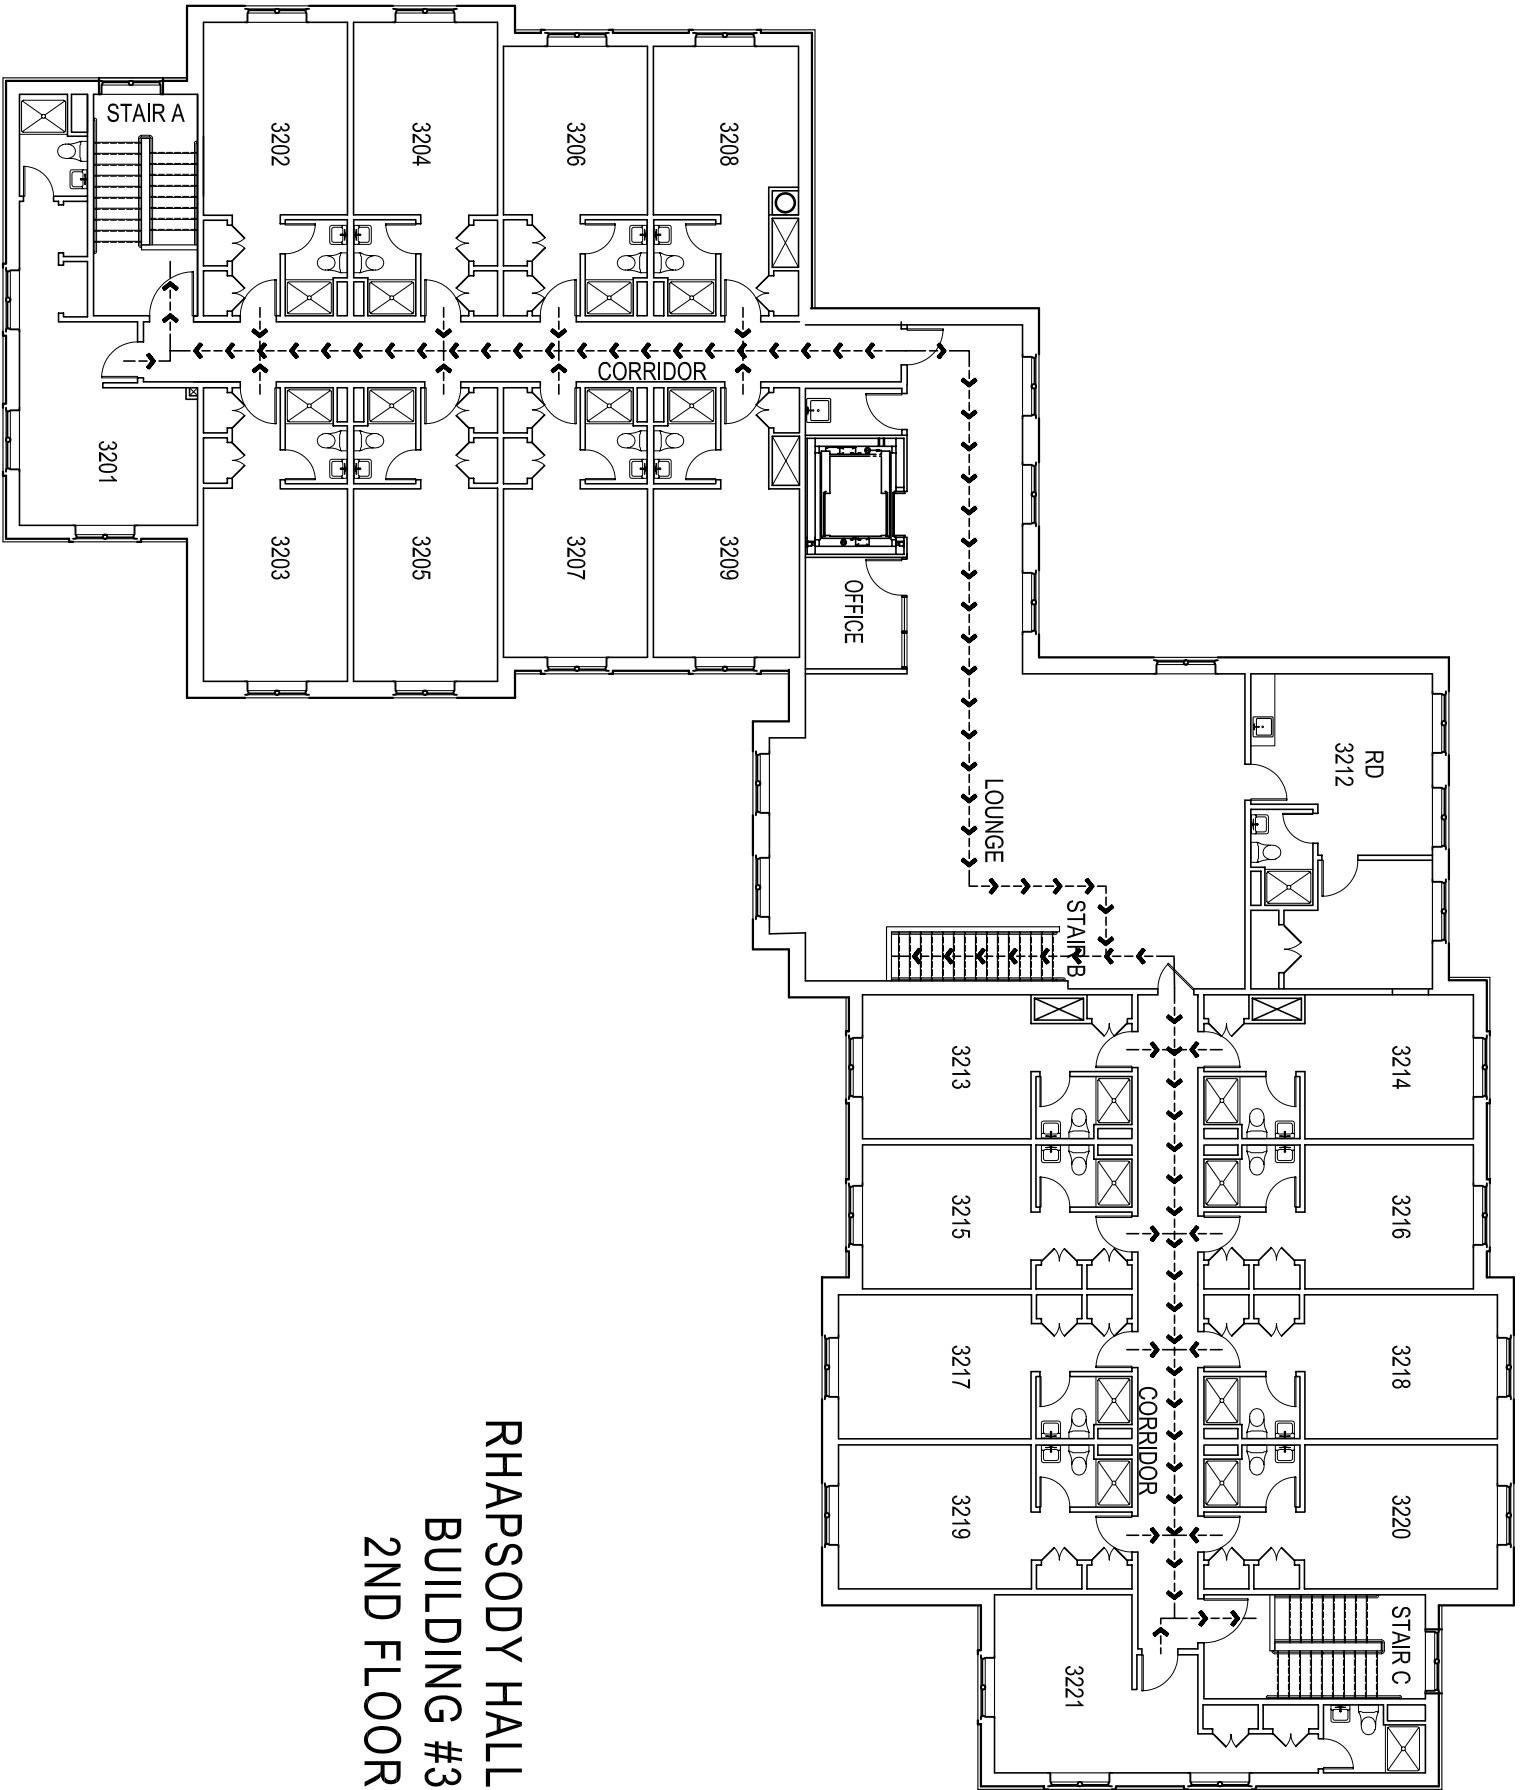 STAIR A
3202
3204
3206
3208
CORRIDOR
3201
3203
3205
3207
3209
OFFICE
LOUNGE
RD
3212
STAIR B
3213
3214
3215
3216
3217
3218
CORRIDOR
3219
3220
STAIR C
3221
RHAPSODY HALL
BUILDING #3
2ND FLOOR